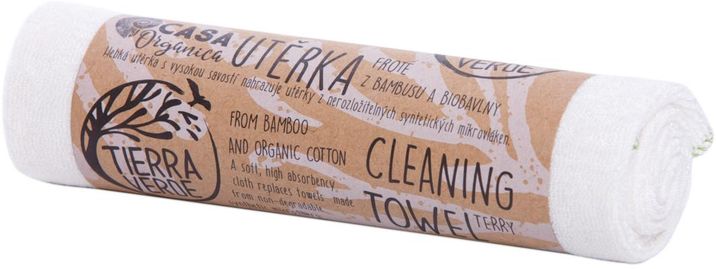 CASA
Organica
UTĚRKA
FROTÉ
Z BAMBUSU A BIOBAVLNY
Hebká utěrka s vysokou savostí nahrazuje utěrky z nerozložitelných syntetických mikrovláken.
VERDE
TIERRA
VERDE
FROM BAMBOO
AND ORGANIC COTTON
A soft, high absorbency
cloth replaces towels made
from non-degradable
CLEANING
TOWEL
TERRY